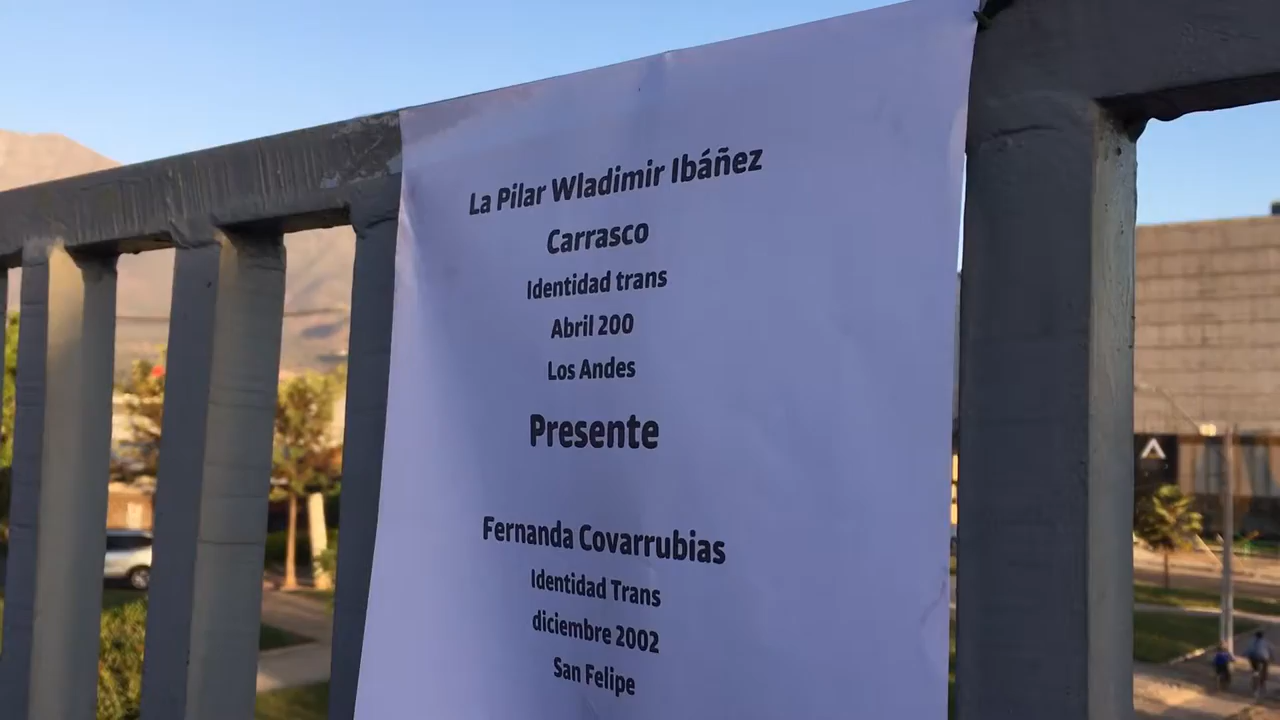 La Pilar Wladimir Ibáñez
Carrasco
Identidad trans
Abril 200
Los Andes
Presente
Fernanda Covarrubias
Identidad Trans
diciembre 2002
San Felipe